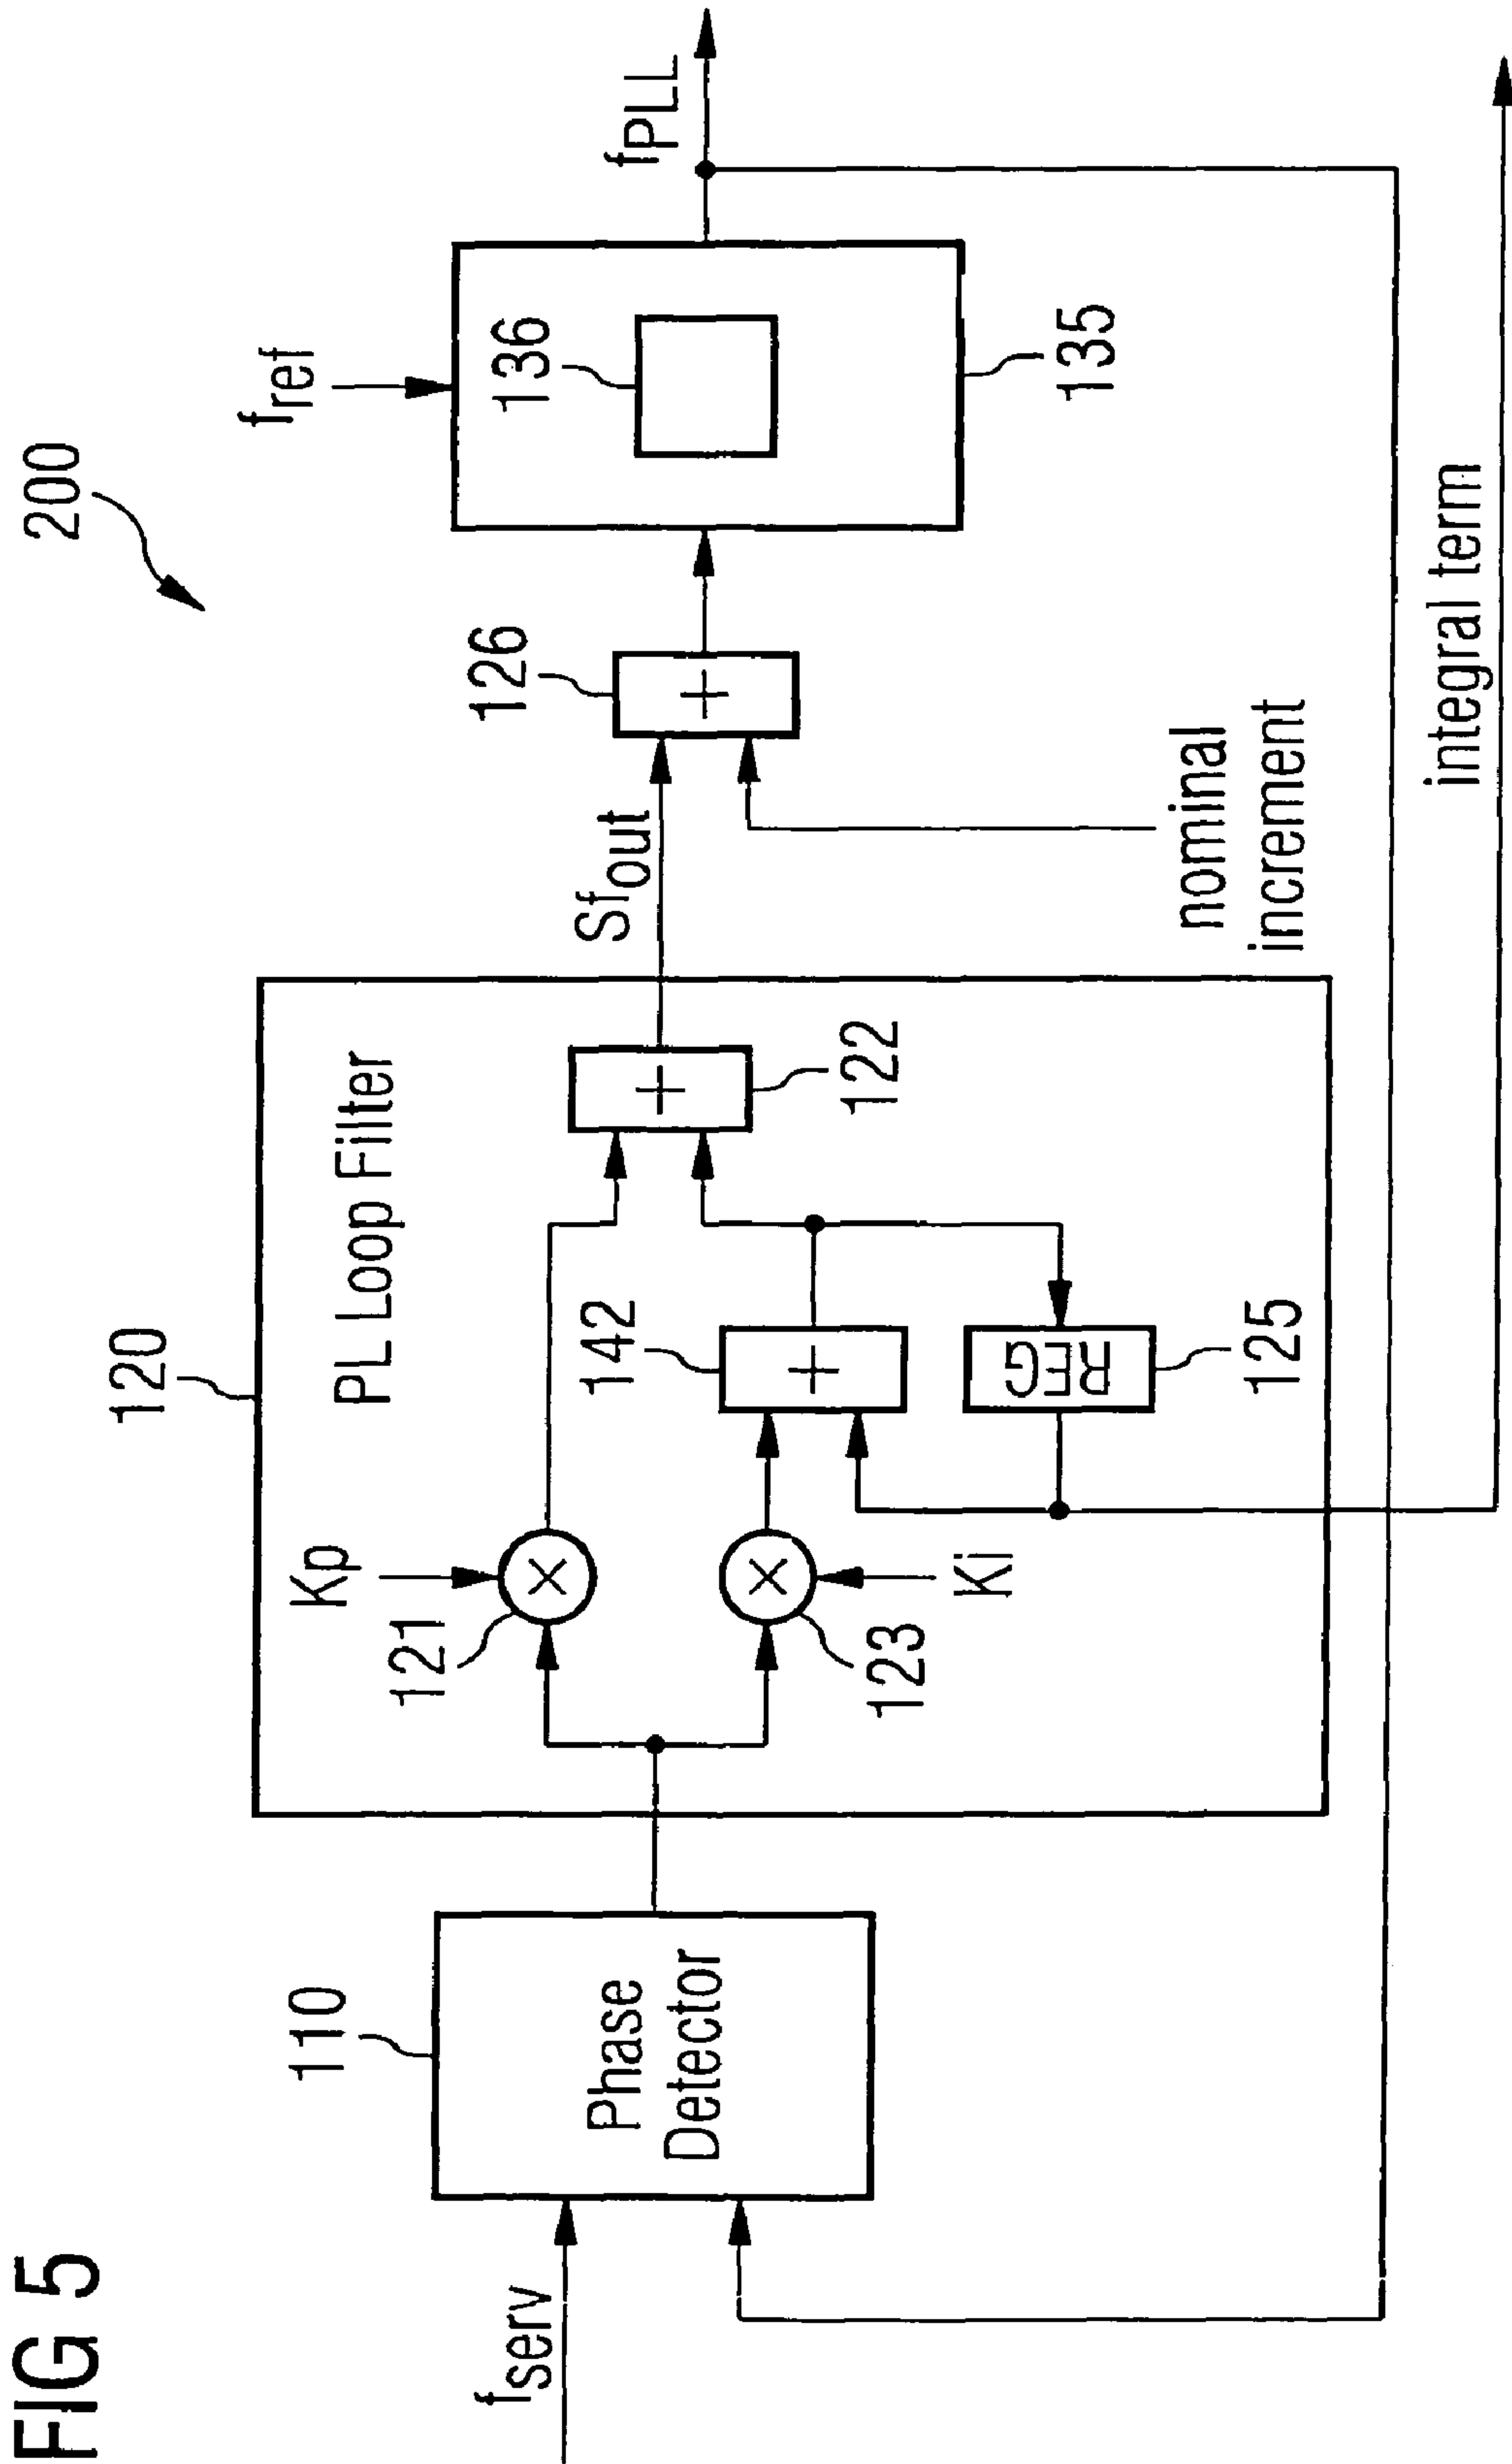 FIG 5
200
fserv
110
Phase
Detector
120
PL Loop Filter
Kp
121
123
Ki
142
REG
125
+
122
Sfout
nominal
increment
126
+
fref
136
135
fPLL
integral term
+
×
×